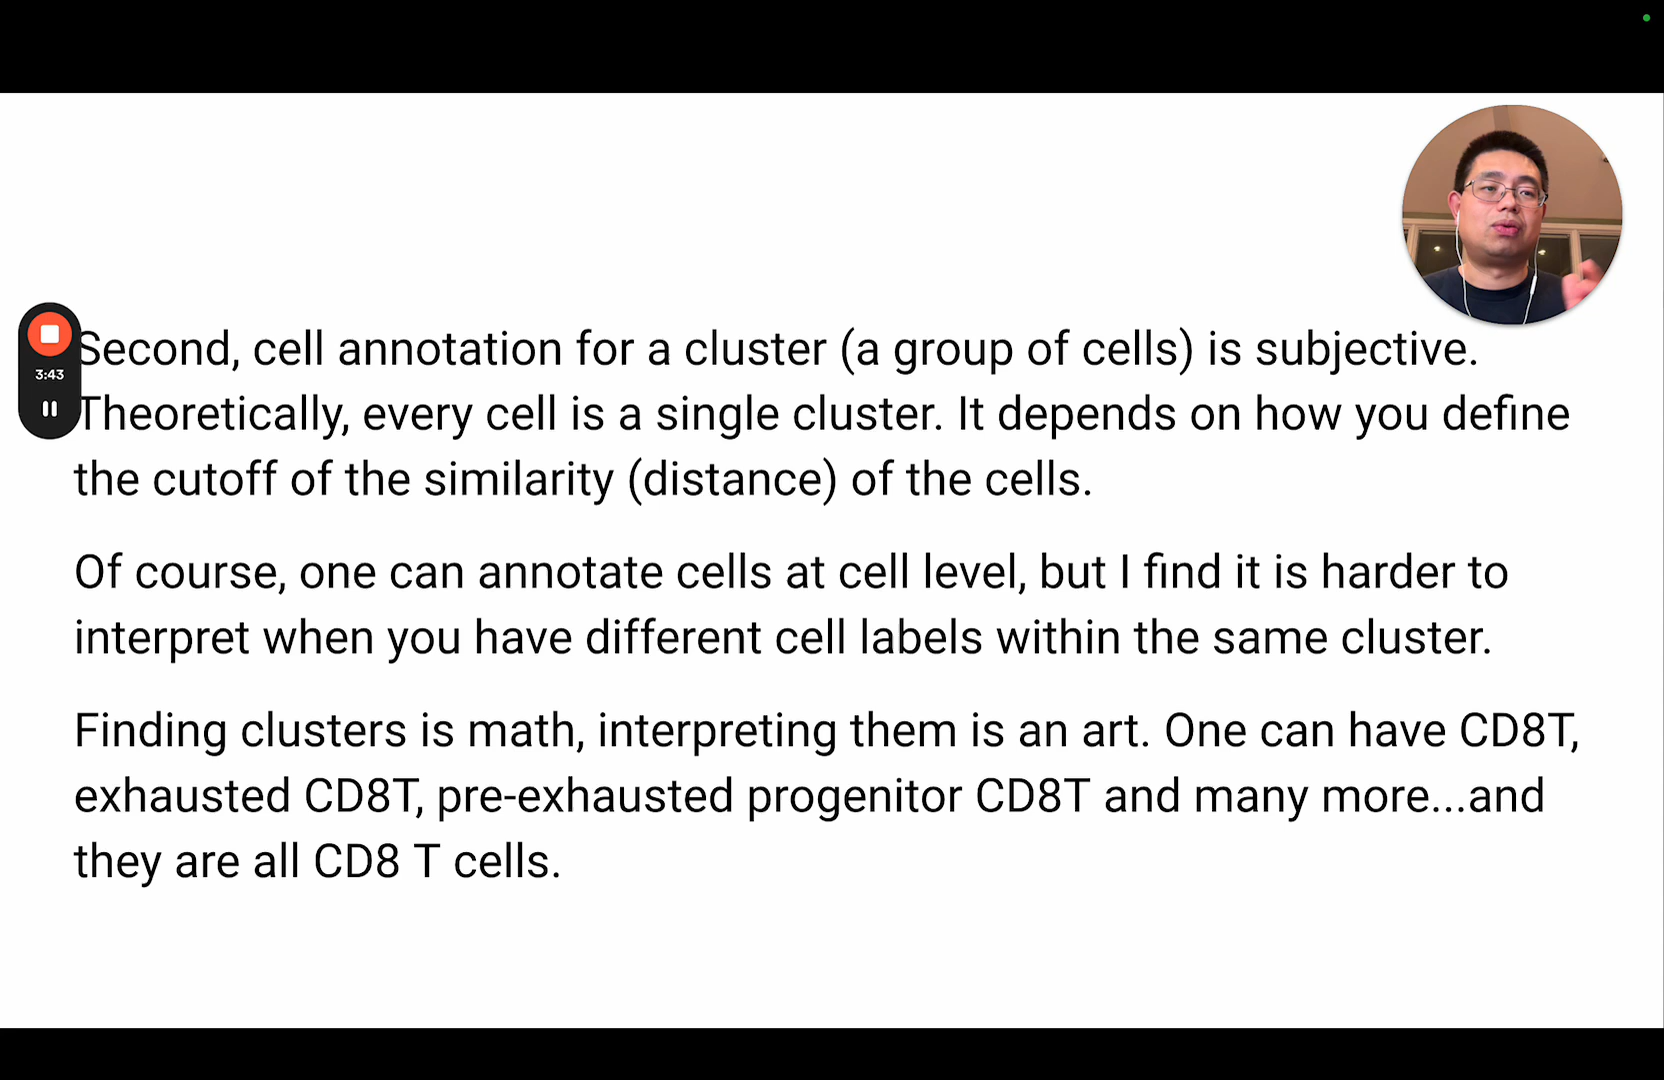 Second, cell annotation for a cluster (a group of cells) is subjective.
3:43
Theoretically, every cell is a single cluster. It depends on how you define
the cutoff of the similarity (distance) of the cells.
Of course, one can annotate cells at cell level, but I find it is harder to
interpret when you have different cell labels within the same cluster.
Finding clusters is math, interpreting them is an art. One can have CD8T,
exhausted CD8T, pre-exhausted progenitor CD8T and many more...and
they are all CD8 T cells.